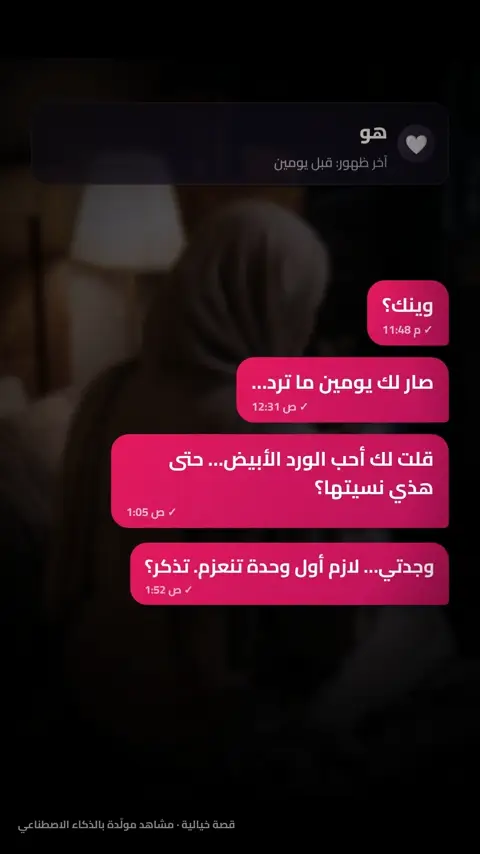 هو
آخر ظهور: قبل يومين
وينك؟
11:48 م ✓
صار لك يومين ما ترد...
12:31 ص ✓
قلت لك أحب الورد الأبيض... حتى
هذي نسيتها؟
1:05 ص ✓
وجدتي... لازم أول وحدة تنعزم. تذكر؟
1:52 ص ✓
قصة خيالية · مشاهد مولّدة بالذكاء الاصطناعي